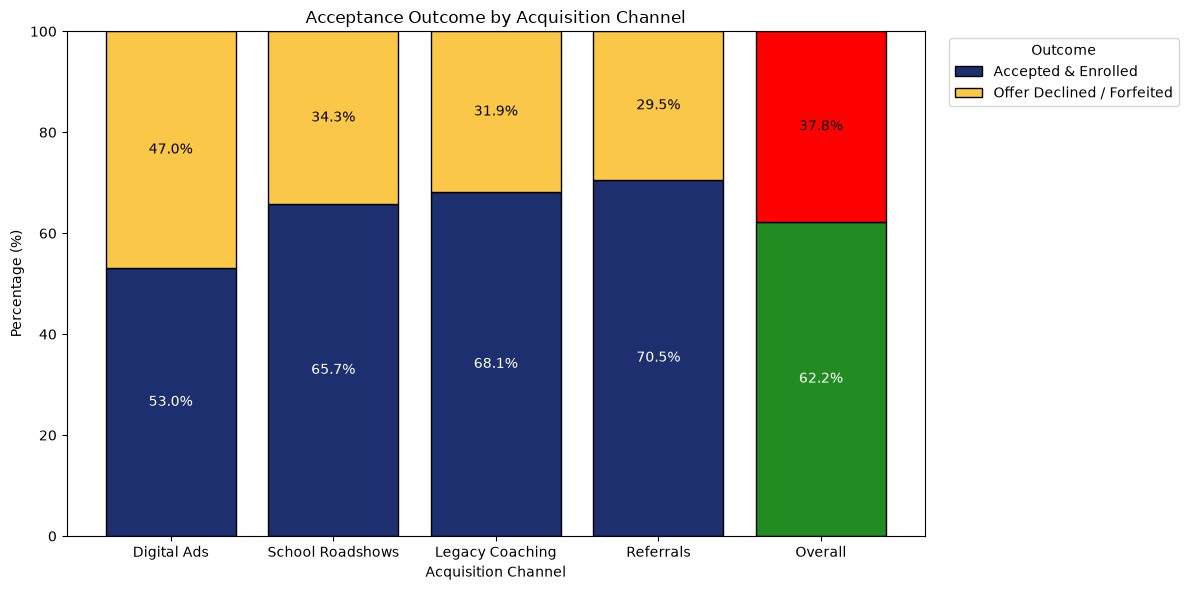 Acceptance Outcome by Acquisition Channel
Percentage (%)
100
80
60
40
20
0
47.0%
34.3%
31.9%
29.5%
37.8%
53.0%
65.7%
68.1%
70.5%
62.2%
Digital Ads
School Roadshows
Legacy Coaching
Referrals
Overall
Acquisition Channel
Outcome
Accepted & Enrolled
Offer Declined / Forfeited